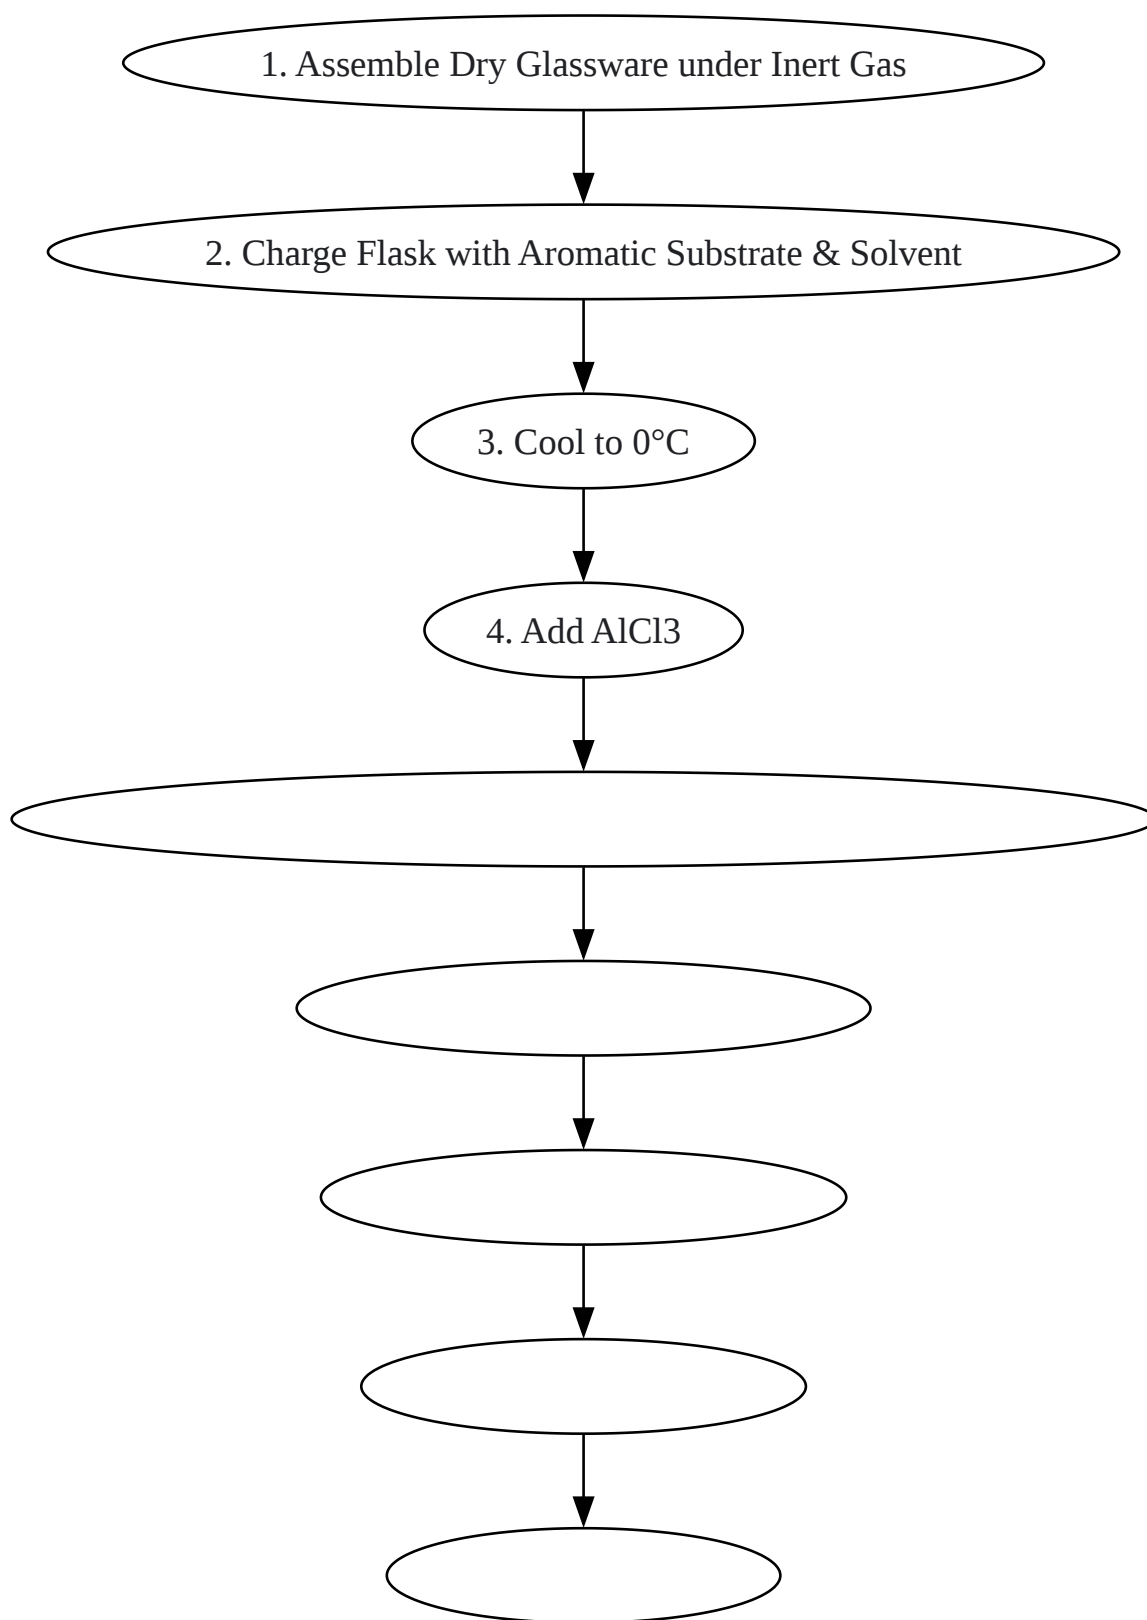 1. Assemble Dry Glassware under Inert Gas
2. Charge Flask with Aromatic Substrate & Solvent
3. Cool to 0°C
4. Add AlCl3